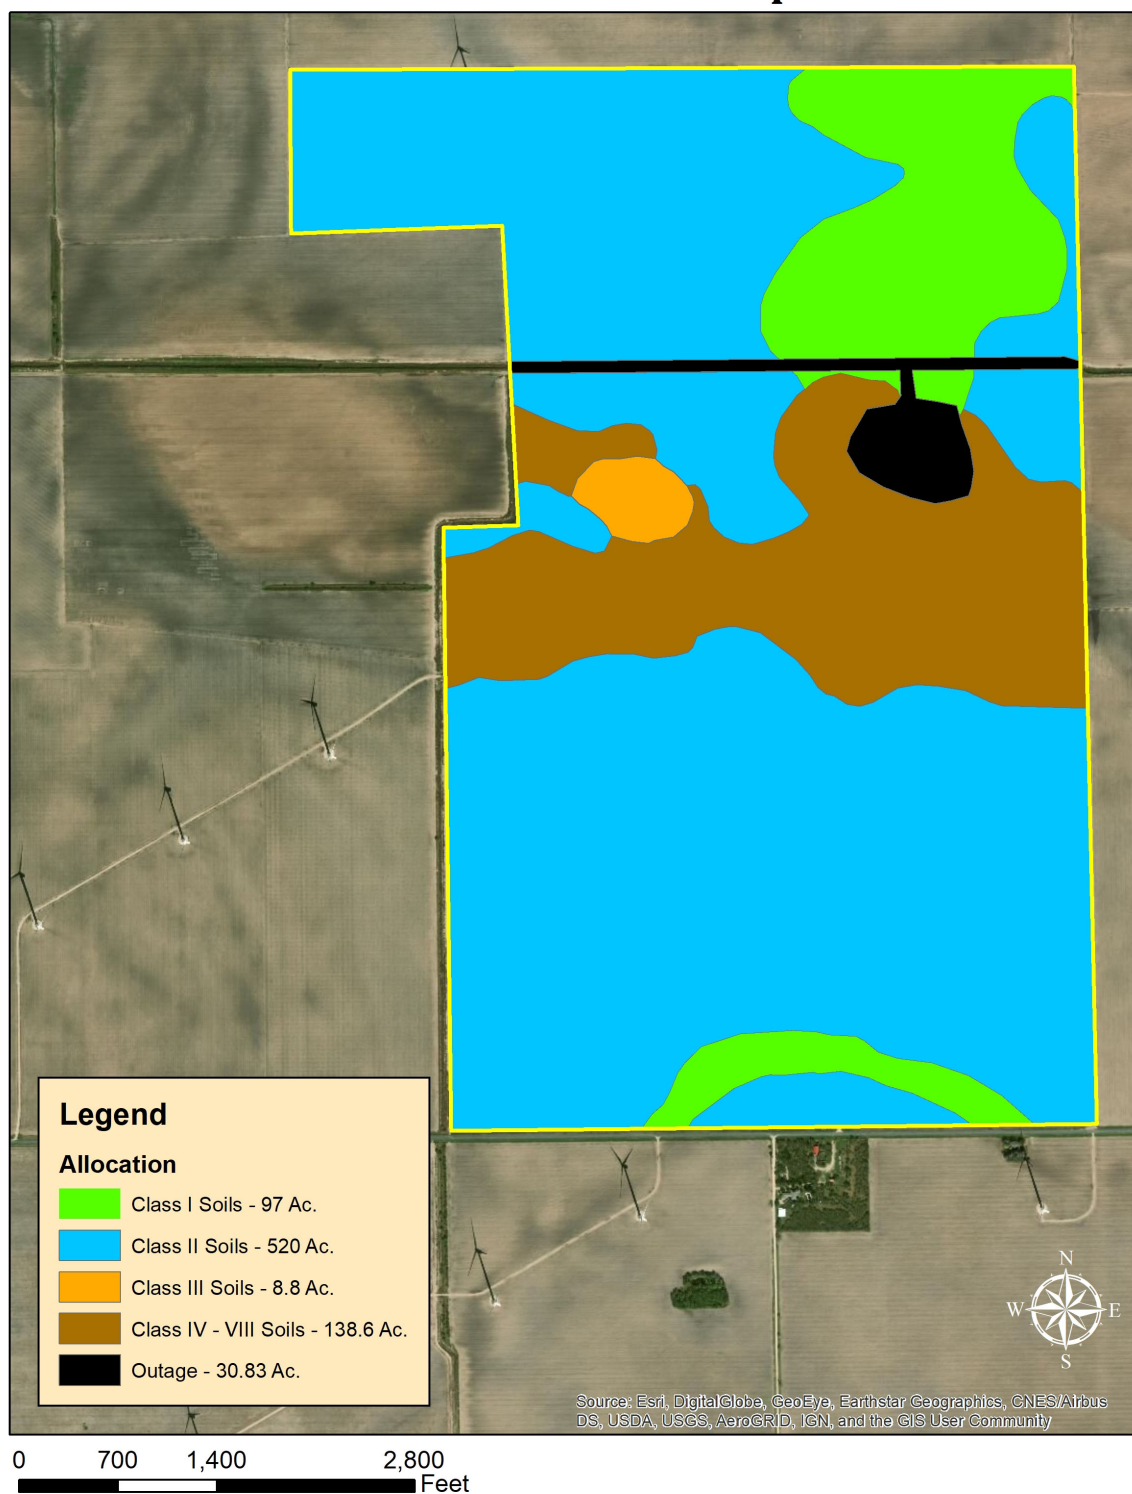 Legend
Allocation
Class I Soils - 97 Ac.
Class II Soils - 520 Ac.
Class III Soils - 8.8 Ac.
Class IV - VIII Soils - 138.6 Ac.
Outage - 30.83 Ac.
N
W E
S
Source: Esri, DigitalGlobe, GeoEye, Earthstar Geographics, CNES/Airbus
DS, USDA, USGS, AeroGRID, IGN, and the GIS User Community
0 700 1,400 2,800
Feet